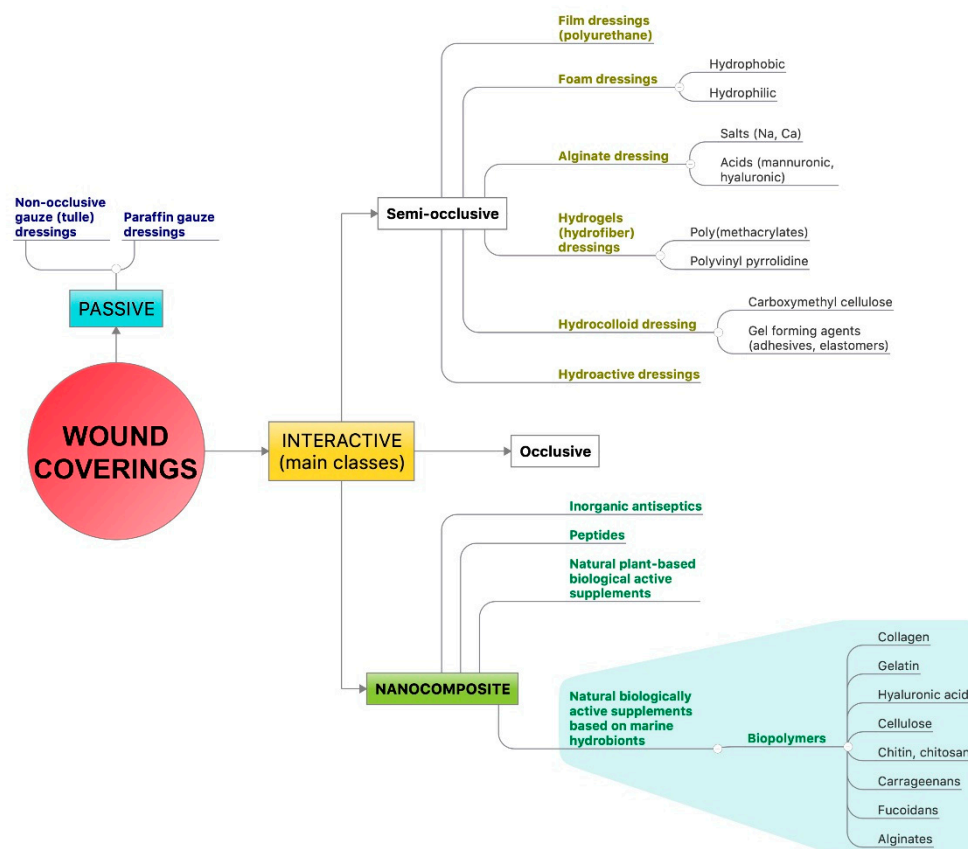 Film dressings
(polyurethane)
Foam dressings
Hydrophobic
Hydrophilic
Alginate dressing
Salts (Na, Ca)
Acids (mannuronic,
hyaluronic)
Non-occlusive
gauze (tulle)
dressings
Paraffin gauze
dressings
Semi-occlusive
Hydrogels
(hydrofiber)
dressings
Poly(methacrylates)
Polyvinyl pyrrolidine
PASSIVE
Hydrocolloid dressing
Carboxymethyl cellulose
Gel forming agents
(adhesives, elastomers)
Hydroactive dressings
WOUND
COVERINGS
INTERACTIVE
(main classes)
Occlusive
Inorganic antiseptics
Peptides
Natural plant-based
biological active
supplements
NANOCOMPOSITE
Natural biologically
active supplements
based on marine
hydrobionts
Biopolymers
Collagen
Gelatin
Hyaluronic acid
Cellulose
Chitin, chitosan
Carrageenans
Fucoidans
Alginates